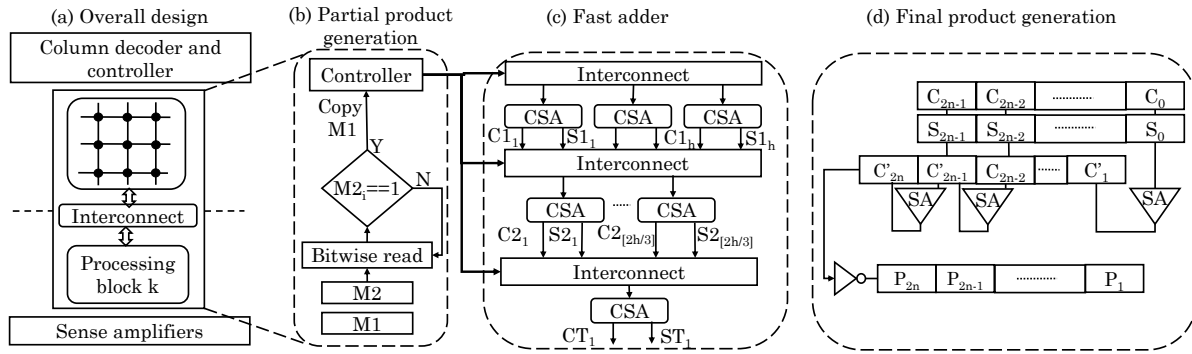 (a) Overall design
Column decoder and
controller
Interconnect
Processing
block k
Sense amplifiers
(b) Partial product
generation
Controller
Copy
M1
Y
M2i==1
N
Bitwise read
M2
M1
(c) Fast adder
Interconnect
CSA CSA CSA
C1₁ S1₁ C1ₕ S1ₕ
Interconnect
CSA ...... CSA
C2₁ S2₁ C2[2h/3] S2[2h/3]
Interconnect
CSA
CT₁ ST₁
(d) Final product generation
C2n-1 C2n-2 ............ C0
S2n-1 S2n-2 ............ S0
C'2n C'2n-1 C2n-2 ....... C'1
SA SA SA
P2n P2n-1 ............... P1